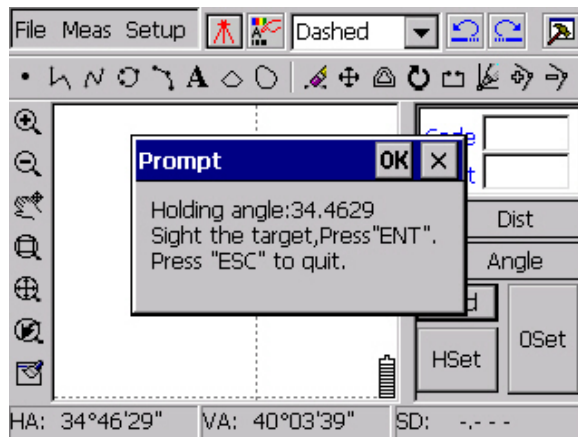 File Meas Setup Dashed
A
Prompt OK
Holding angle:34.4629
Sight the target,Press"ENT".
Press "ESC" to quit.
Dist
Angle
HSet
0Set
HA: 34°46'29" VA: 40°03'39" SD: -.- - -